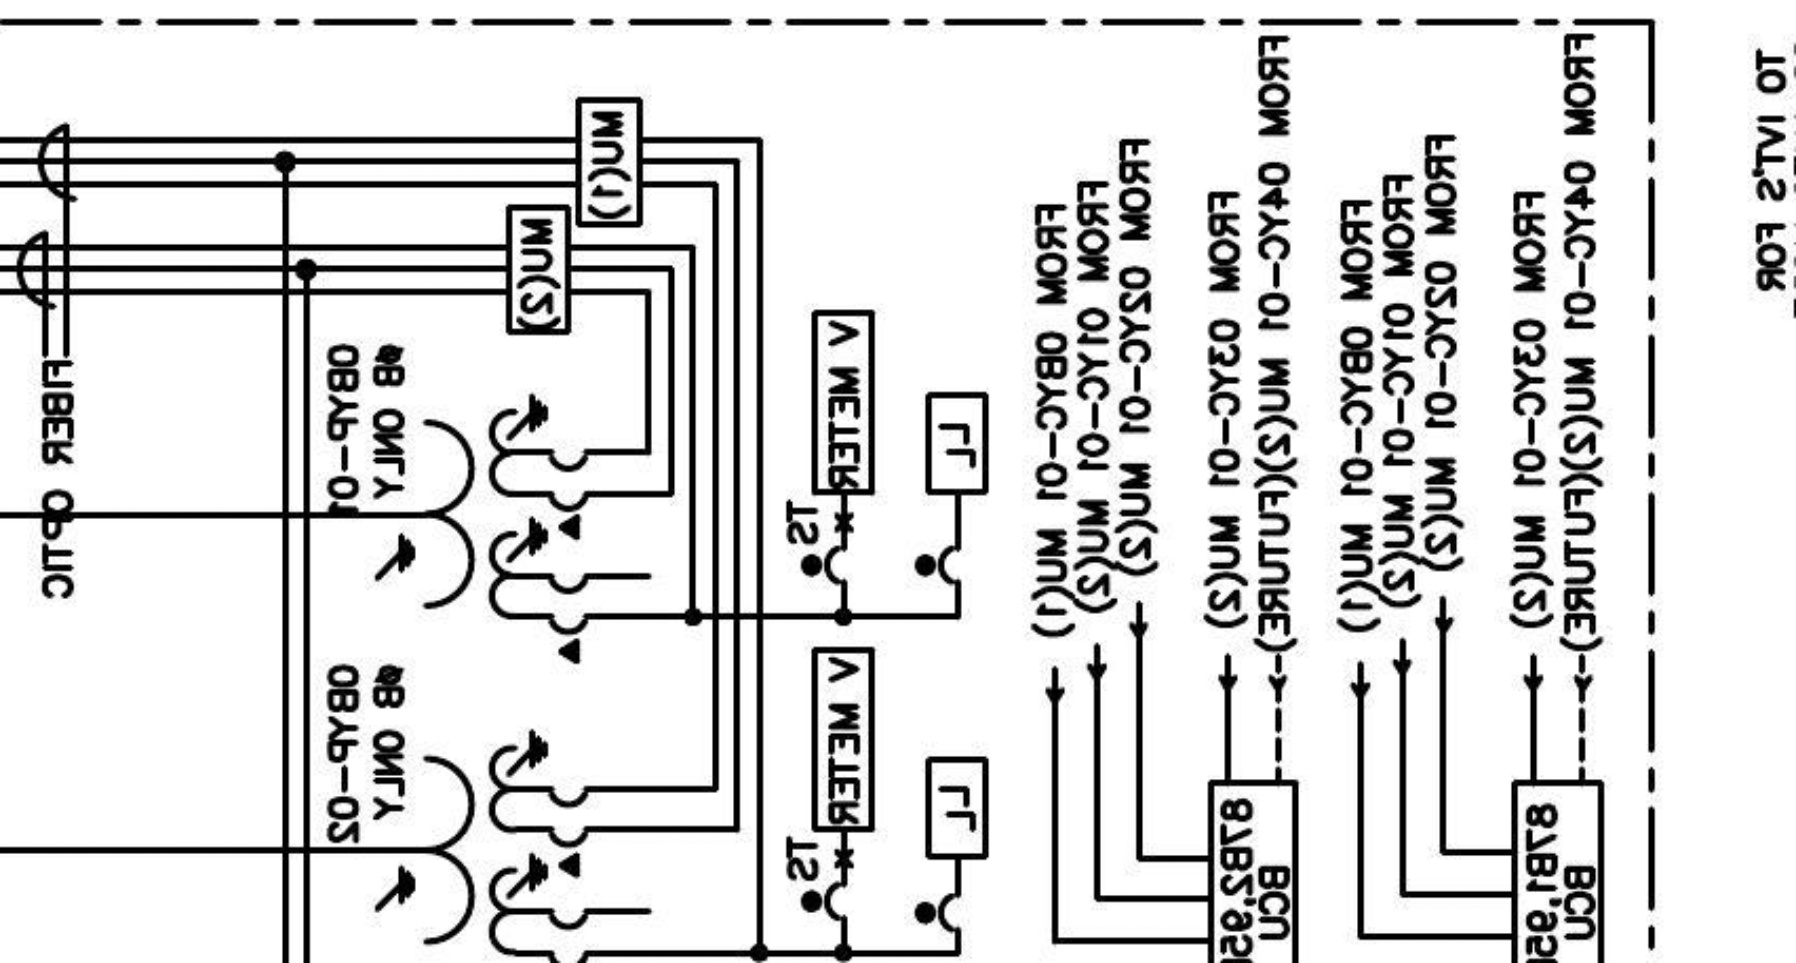 TO IVT'S FOR
FROM 04YC-01 MU(2)(FUTURE)
FROM 03YC-01 MU(2)
FROM 02YC-01 MU(2)
FROM 01YC-01 MU(2)
FROM 0BYC-01 MU(1)
BCU
87B1,95
FROM 04YC-01 MU(2)(FUTURE)
FROM 03YC-01 MU(2)
FROM 02YC-01 MU(2)
FROM 01YC-01 MU(2)
FROM 0BYC-01 MU(1)
BCU
87B2,95
LL
LL
V METER
TS
V METER
TS
MU(1)
MU(2)
øB ONLY
0BYP-01
øB ONLY
0BYP-02
FIBER OPTIC